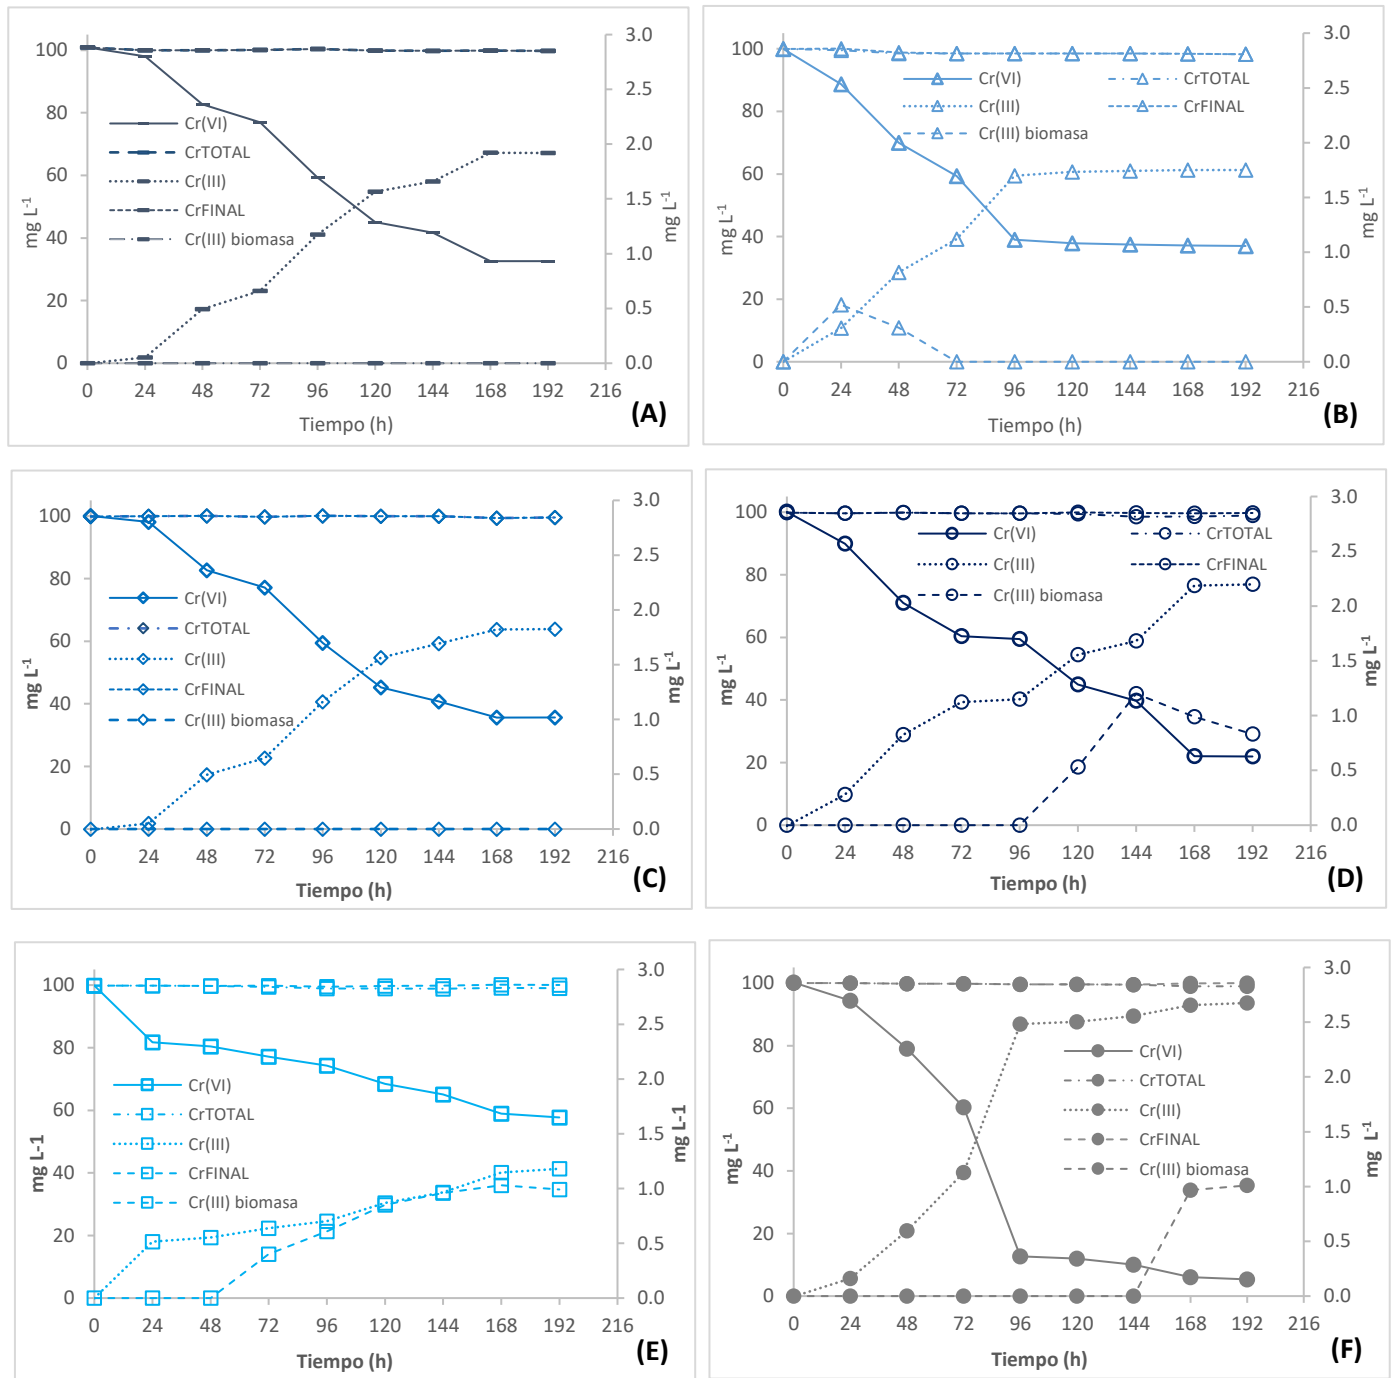 100
80
60
40
20
0
mg L-1
3.0
2.5
2.0
1.5
1.0
0.5
0.0
mg L-1
Cr(VI)
CrTOTAL
Cr(III)
CrFINAL
Cr(III) biomasa
0 24 48 72 96 120 144 168 192 216
Tiempo (h)
(A)
100
80
60
40
20
0
mg L-1
3.0
2.5
2.0
1.5
1.0
0.5
0.0
mg L-1
Cr(VI) CrTOTAL
Cr(III) CrFINAL
Cr(III) biomasa
0 24 48 72 96 120 144 168 192 216
Tiempo (h)
(B)
100
80
60
40
20
0
mg L-1
3.0
2.5
2.0
1.5
1.0
0.5
0.0
mg L-1
Cr(VI)
CrTOTAL
Cr(III)
CrFINAL
Cr(III) biomasa
0 24 48 72 96 120 144 168 192 216
Tiempo (h)
(C)
100
80
60
40
20
0
mg L-1
3.0
2.5
2.0
1.5
1.0
0.5
0.0
mg L-1
Cr(VI) CrTOTAL
Cr(III) CrFINAL
Cr(III) biomasa
0 24 48 72 96 120 144 168 192 216
Tiempo (h)
(D)
100
80
60
40
20
0
mg L-1
3.0
2.5
2.0
1.5
1.0
0.5
0.0
mg L-1
Cr(VI)
CrTOTAL
Cr(III)
CrFINAL
Cr(III) biomasa
0 24 48 72 96 120 144 168 192 216
Tiempo (h)
(E)
100
80
60
40
20
0
mg L-1
3.0
2.5
2.0
1.5
1.0
0.5
0.0
mg L-1
Cr(VI)
CrTOTAL
Cr(III)
CrFINAL
Cr(III) biomasa
0 24 48 72 96 120 144 168 192 216
Tiempo (h)
(F)